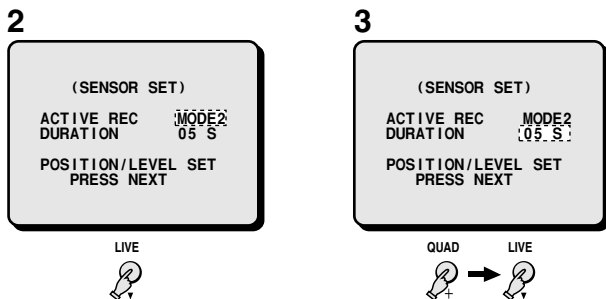 2
(SENSOR SET)
ACTIVE REC MODE2
DURATION 05 S
POSITION/LEVEL SET
PRESS NEXT
LIVE
3
(SENSOR SET)
ACTIVE REC MODE2
DURATION 05 S
POSITION/LEVEL SET
PRESS NEXT
QUAD LIVE
+